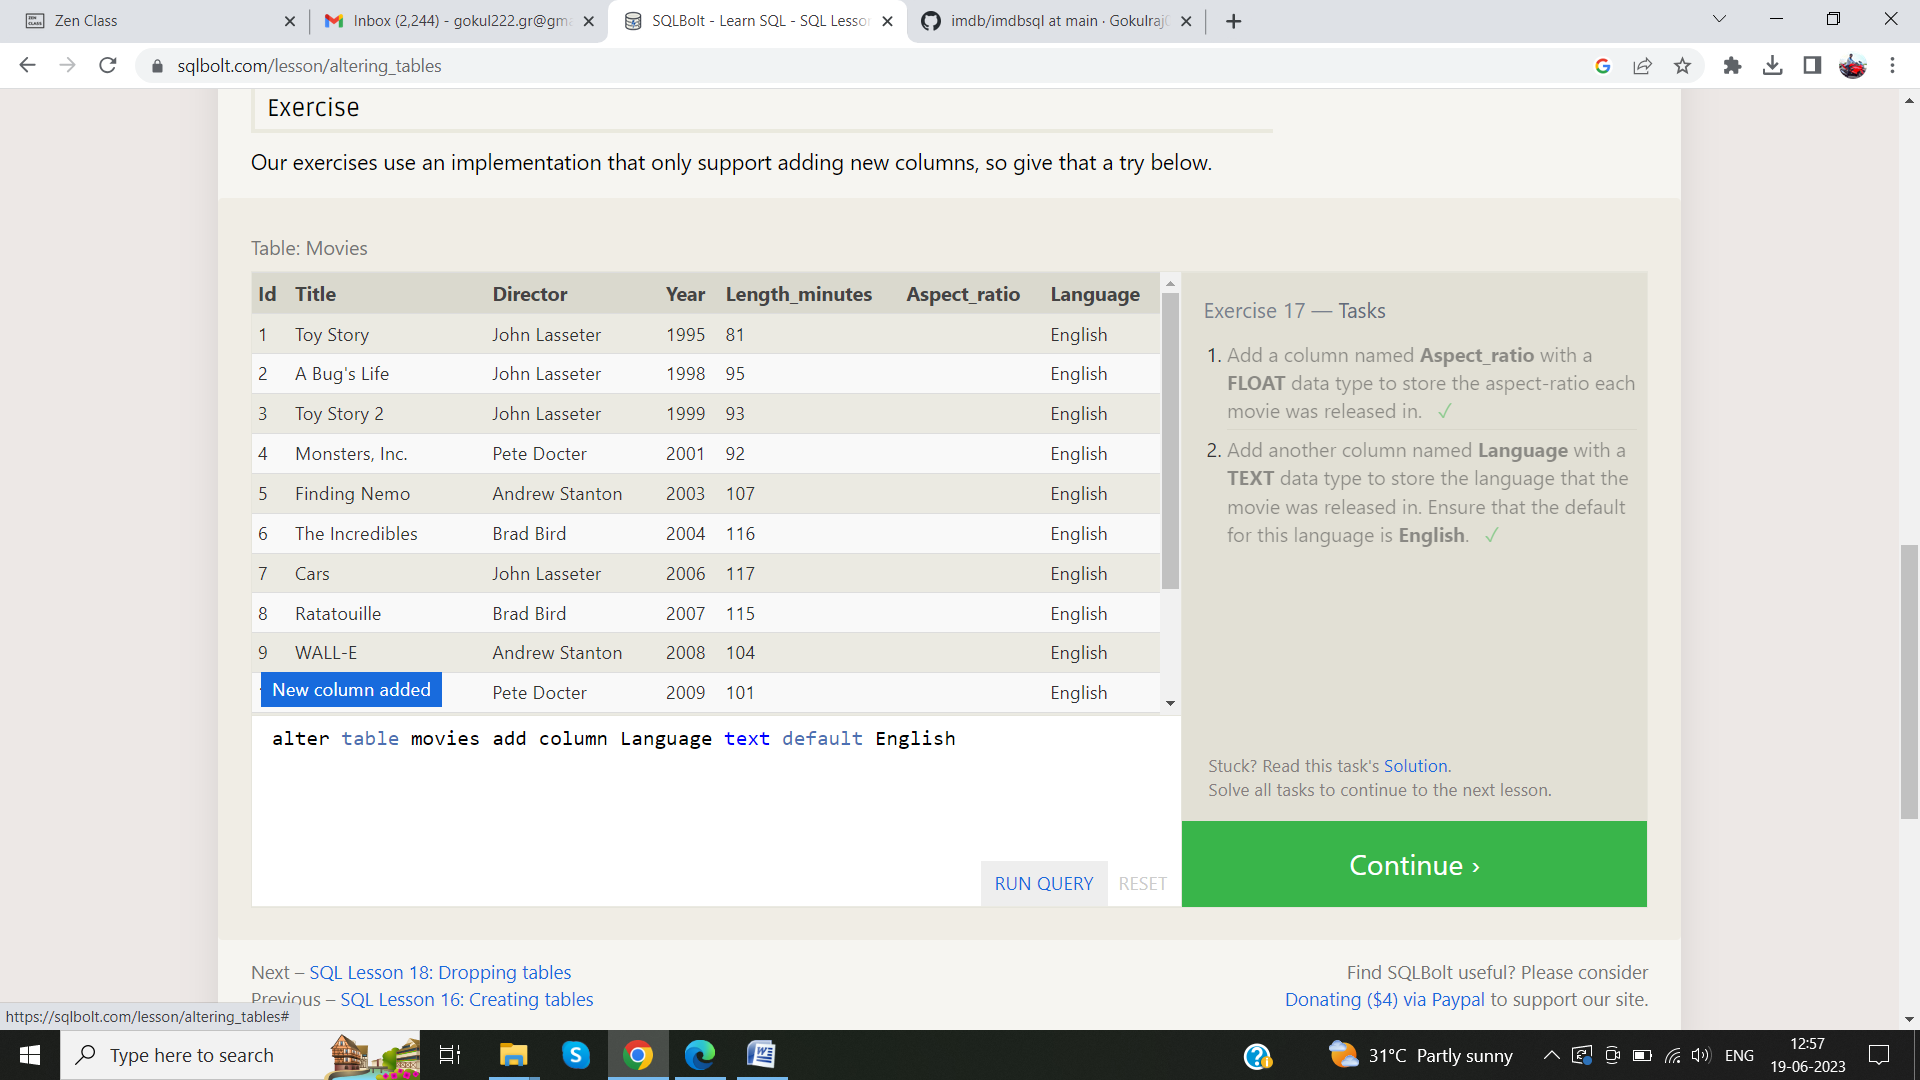 Zen Class
Inbox (2,244) - gokul222.gr@gm
SQLBolt - Learn SQL - SQL Lesson
imdb/imdbsql at main · Gokulraj
sqlbolt.com/lesson/altering_tables
Exercise
Our exercises use an implementation that only support adding new columns, so give that a try below.
Table: Movies
Id Title Director Year Length_minutes Aspect_ratio Language
1 Toy Story John Lasseter 1995 81 English
2 A Bug's Life John Lasseter 1998 95 English
3 Toy Story 2 John Lasseter 1999 93 English
4 Monsters, Inc. Pete Docter 2001 92 English
5 Finding Nemo Andrew Stanton 2003 107 English
6 The Incredibles Brad Bird 2004 116 English
7 Cars John Lasseter 2006 117 English
8 Ratatouille Brad Bird 2007 115 English
9 WALL-E Andrew Stanton 2008 104 English
New column added Pete Docter 2009 101 English
alter table movies add column Language text default English
RUN QUERY RESET
Exercise 17 — Tasks
1. Add a column named Aspect_ratio with a
FLOAT data type to store the aspect-ratio each
movie was released in. ✓
2. Add another column named Language with a
TEXT data type to store the language that the
movie was released in. Ensure that the default
for this language is English. ✓
Stuck? Read this task's Solution.
Solve all tasks to continue to the next lesson.
Continue ›
Next – SQL Lesson 18: Dropping tables
Previous – SQL Lesson 16: Creating tables
Find SQLBolt useful? Please consider
Donating ($4) via Paypal to support our site.
https://sqlbolt.com/lesson/altering_tables#
Type here to search
31°C Partly sunny
ENG
12:57
19-06-2023